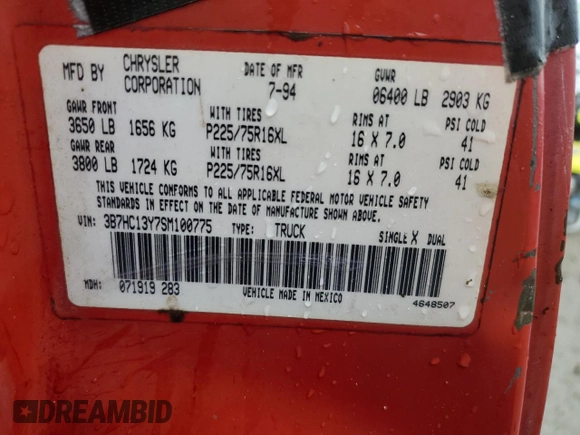 MFD BY CHRYSLER CORPORATION DATE OF MFR 7-94 GVWR 06400 LB 2903 KG
GAWR FRONT WITH TIRES RIMS AT PSI COLD
3650 LB 1656 KG P225/75R16XL 16 X 7.0 41
GAWR REAR WITH TIRES RIMS AT PSI COLD
3800 LB 1724 KG P225/75R16XL 16 X 7.0 41
THIS VEHICLE CONFORMS TO ALL APPLICABLE FEDERAL MOTOR VEHICLE SAFETY
STANDARDS IN EFFECT ON THE DATE OF MANUFACTURE SHOWN ABOVE.
VIN: 3B7HC13Y7SM100775 TYPE: TRUCK SINGLE X DUAL
MDH: 071919 283 VEHICLE MADE IN MEXICO 4648507
DREAMBID